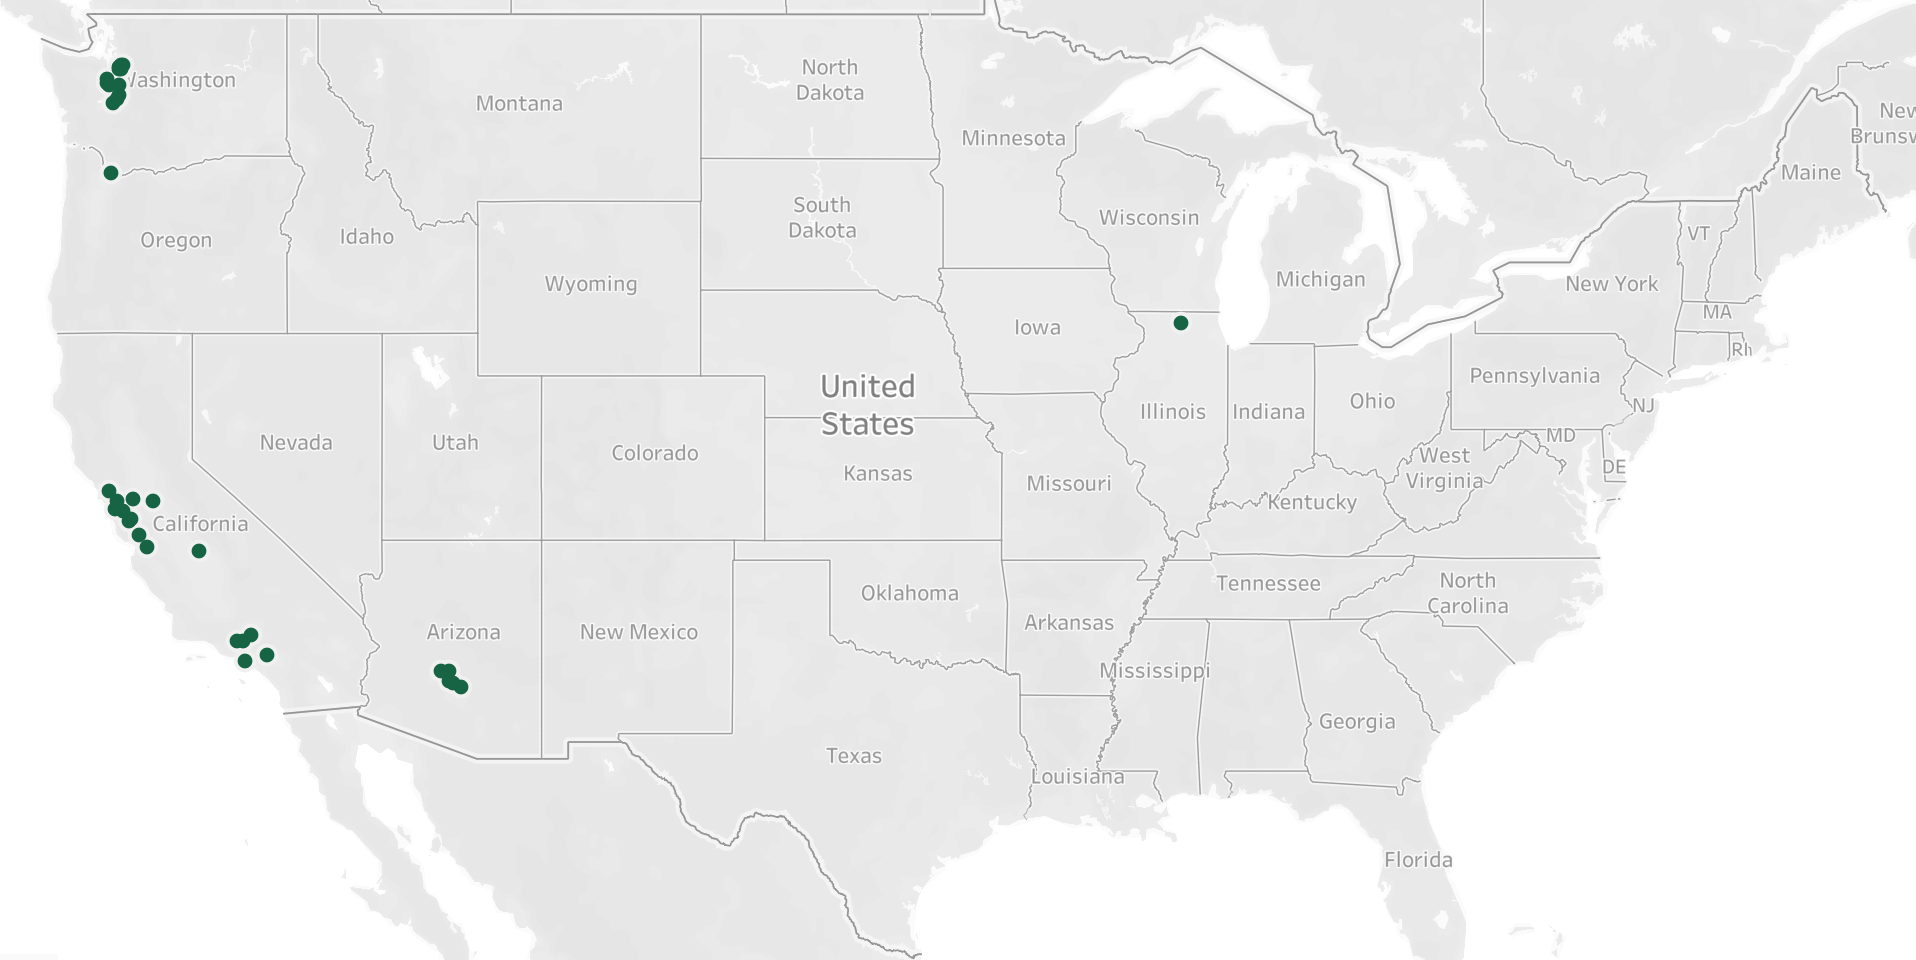 Washington
Montana
North
Dakota
Minnesota
New
Brunsw
Maine
South
Dakota
Wisconsin
Michigan
VT
New York
Oregon
Idaho
Wyoming
Iowa
MA
Rh
Pennsylvania
NJ
United
States
Illinois
Indiana
Ohio
MD
DE
West
Virginia
Nevada
Utah
Colorado
Kansas
Missouri
Kentucky
California
Tennessee
North
Carolina
Oklahoma
Arkansas
Arizona
New Mexico
Mississippi
Georgia
Texas
Louisiana
Florida